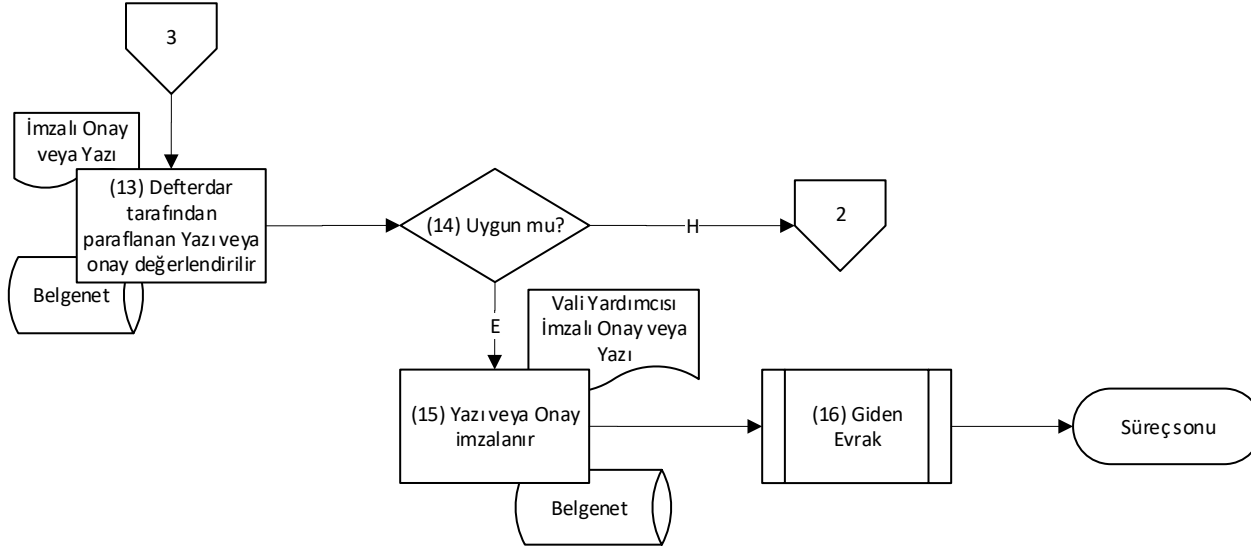 3
İmzalı Onay
veya Yazı
(13) Defterdar
tarafından
paraflanan Yazı veya
onay değerlendirilir
Belgenet
(14) Uygun mu?
H
2
E
Vali Yardımcısı
İmzalı Onay veya
Yazı
(15) Yazı veya Onay
imzalanır
Belgenet
(16) Giden
Evrak
Süreç sonu